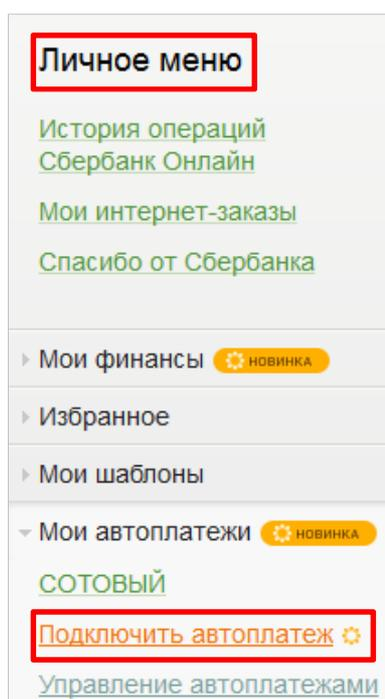 Личное меню
История операций
Сбербанк Онлайн
Мои интернет-заказы
Спасибо от Сбербанка
Мои финансы НОВИНКА
Избранное
Мои шаблоны
Мои автоплатежи НОВИНКА
СОТОВЫЙ
Подключить автоплатеж
Управление автоплатежами